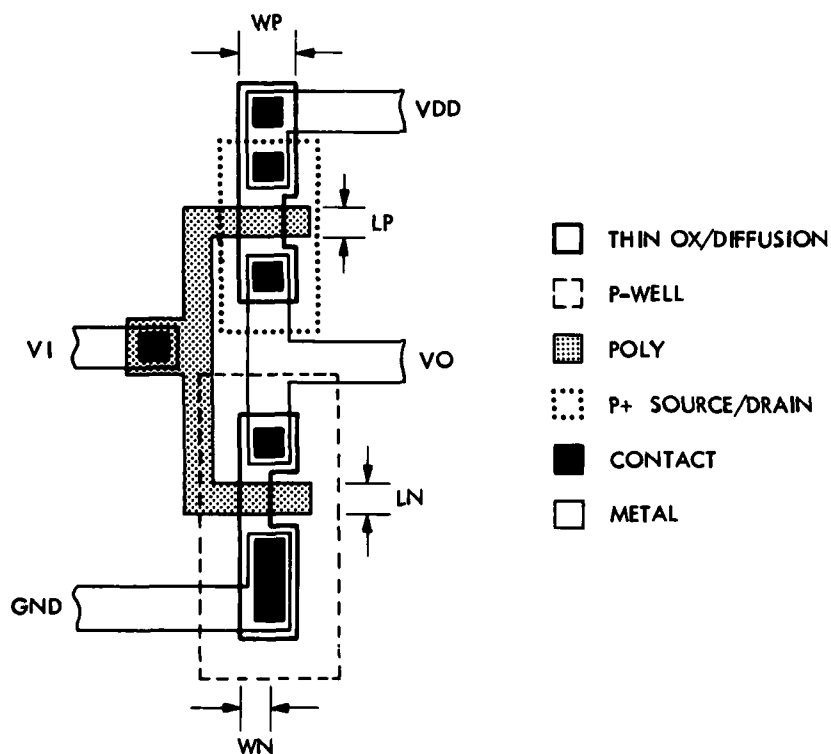 WP
VDD
LP
VI
VO
LN
GND
WN
THIN OX/DIFFUSION
P-WELL
POLY
P+ SOURCE/DRAIN
CONTACT
METAL